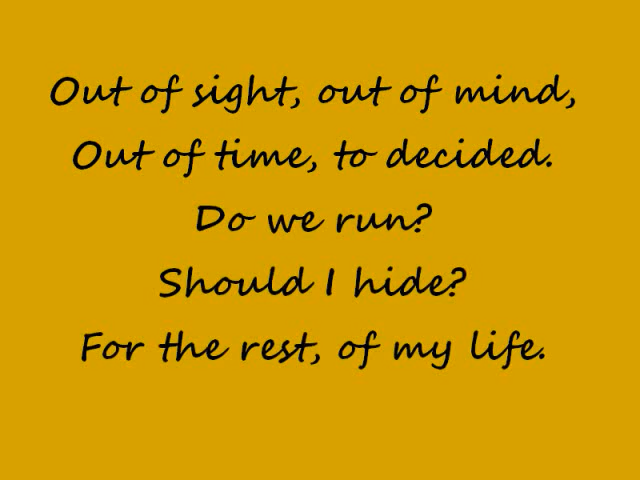 Out of sight, out of mind,
Out of time, to decided.
Do we run?
Should I hide?
For the rest, of my life.